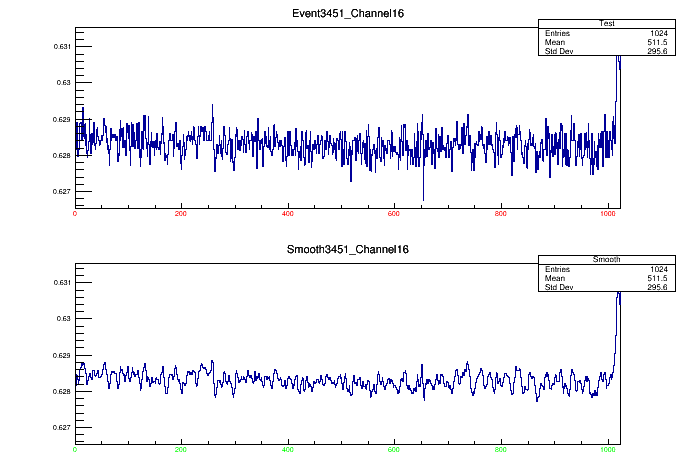 Event3451_Channel16
Test
Entries 1024
Mean 511.5
Std Dev 295.6
0.631
0.63
0.629
0.628
0.627
0 200 400 600 800 1000
Smooth3451_Channel16
Smooth
Entries 1024
Mean 511.5
Std Dev 295.6
0.631
0.63
0.629
0.628
0.627
0 200 400 600 800 1000